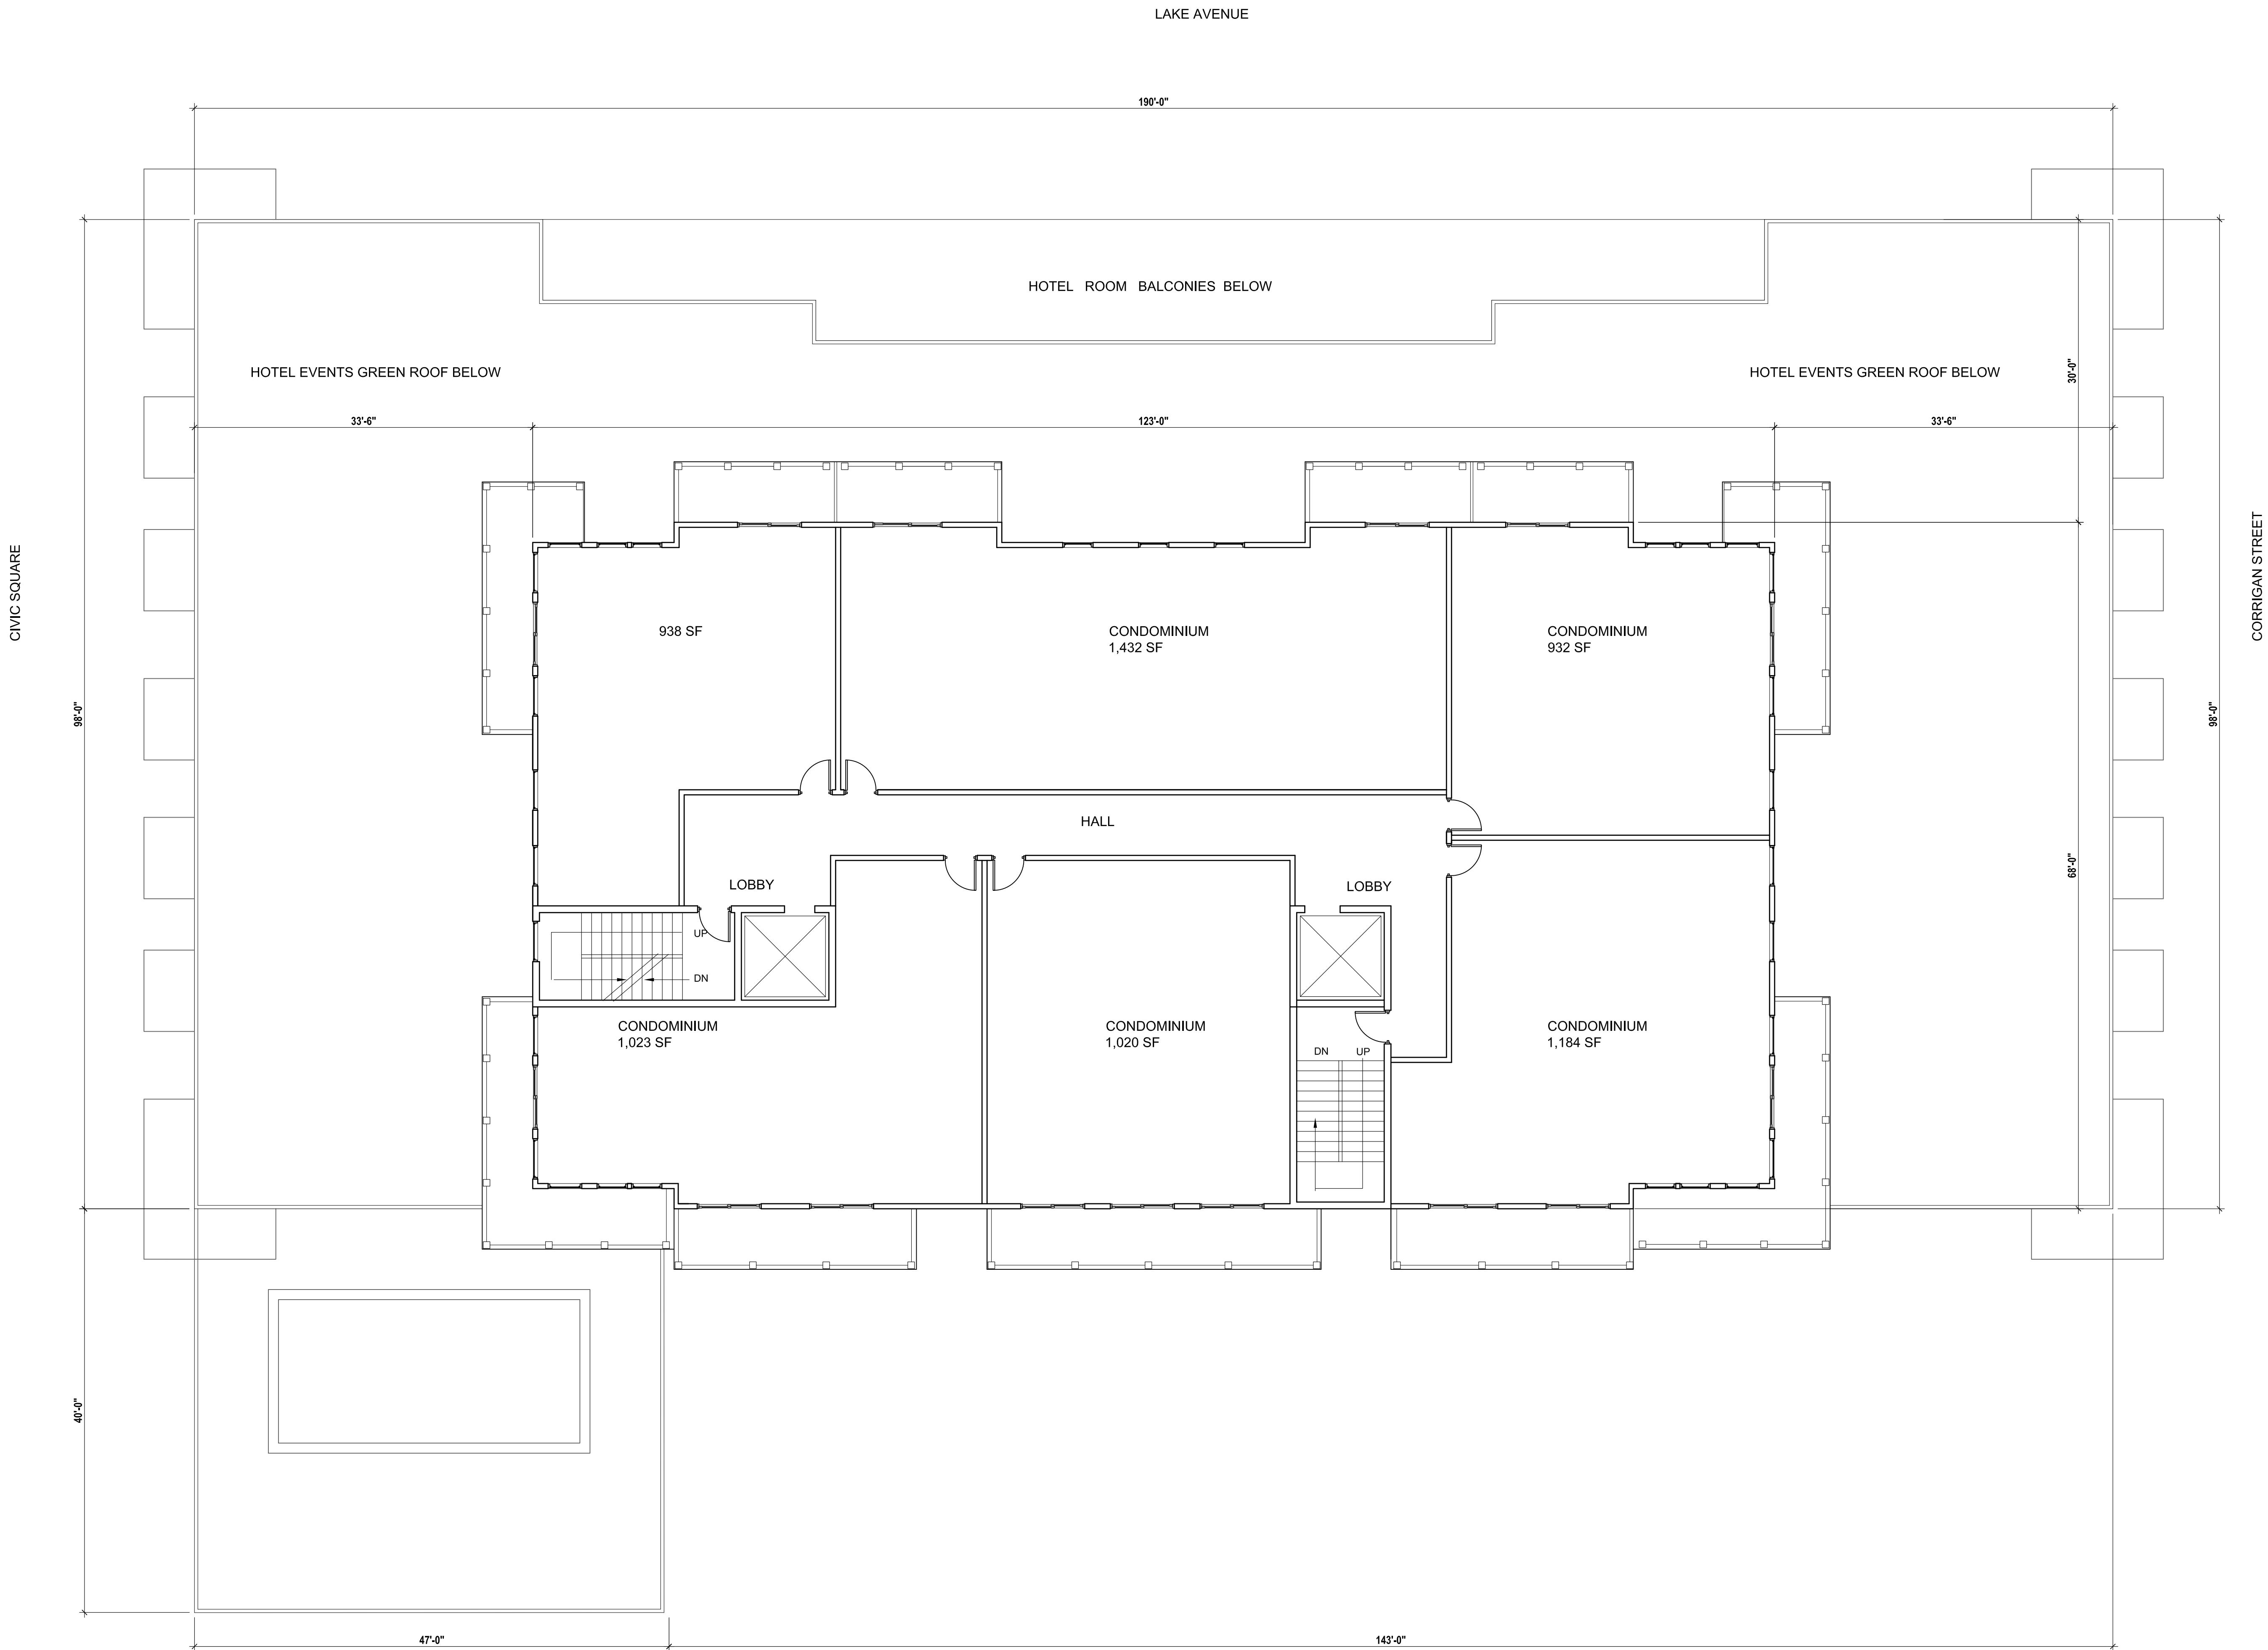 LAKE AVENUE
190'-0"
HOTEL ROOM BALCONIES BELOW
HOTEL EVENTS GREEN ROOF BELOW
HOTEL EVENTS GREEN ROOF BELOW
30'-0"
33'-6"
123'-0"
33'-6"
CIVIC SQUARE
CORRIGAN STREET
938 SF
CONDOMINIUM
1,432 SF
CONDOMINIUM
932 SF
98'-0"
98'-0"
HALL
68'-0"
LOBBY
LOBBY
UP
DN
CONDOMINIUM
1,023 SF
CONDOMINIUM
1,020 SF
CONDOMINIUM
1,184 SF
DN
UP
40'-0"
47'-0"
143'-0"